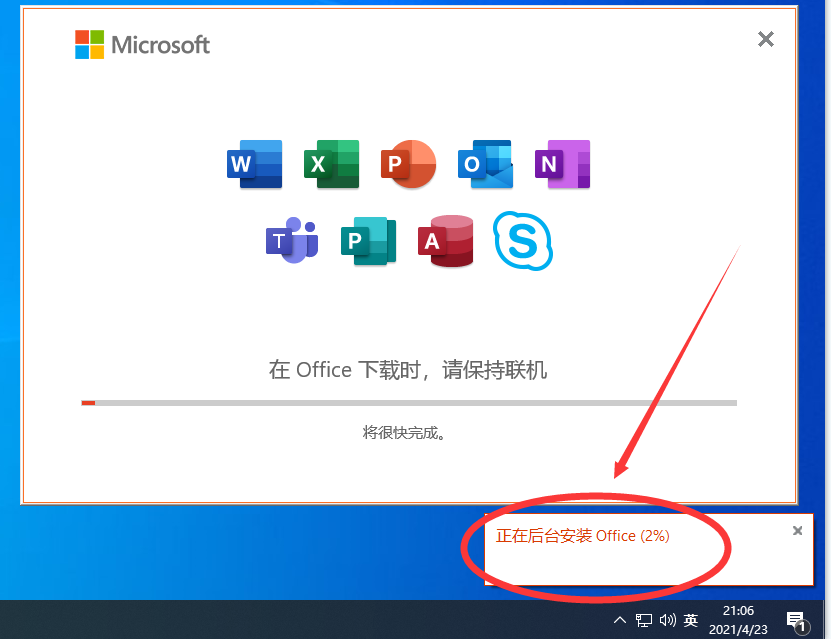 Microsoft
W
X
P
O
N
T
P
A
S
在 Office 下载时，请保持联机
将很快完成。
正在后台安装 Office (2%)
英
21:06
2021/4/23
1